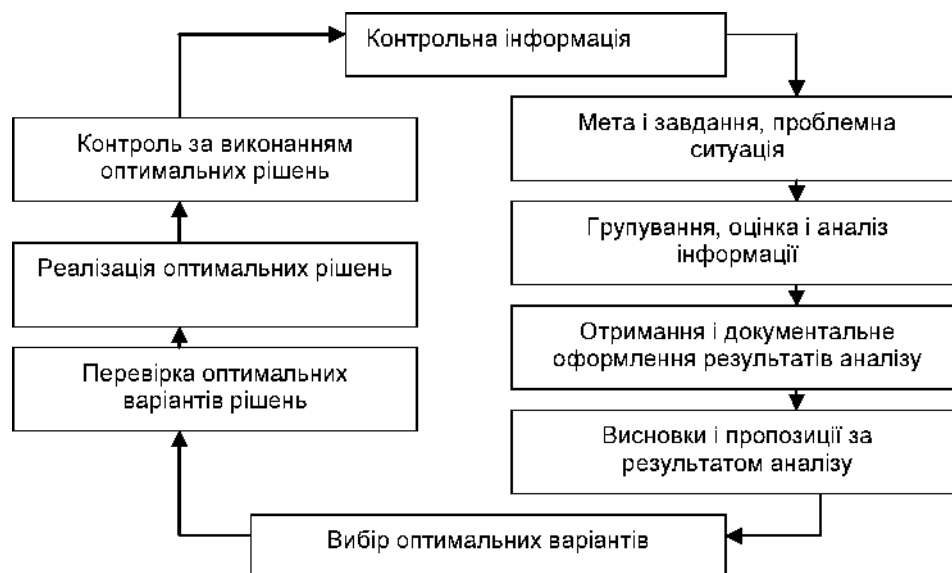 Контрольна інформація
Мета і завдання, проблемна
ситуація
Групування, оцінка і аналіз
інформації
Отримання і документальне
оформлення результатів аналізу
Висновки і пропозиції за
результатом аналізу
Вибір оптимальних варіантів
Перевірка оптимальних
варіантів рішень
Реалізація оптимальних рішень
Контроль за виконанням
оптимальних рішень